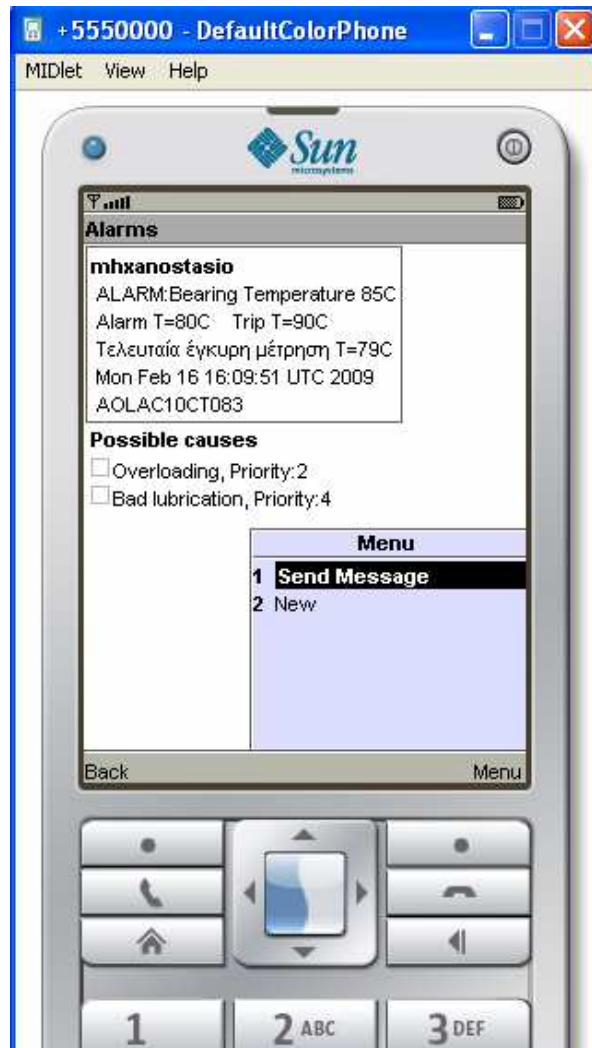 +5550000 - DefaultColorPhone
MIDlet View Help
Sun
microsystems
Alarms
mhxanostasio
ALARM:Bearing Temperature 85C
Alarm T=80C Trip T=90C
Τελευταία έγκυρη μέτρηση T=79C
Mon Feb 16 16:09:51 UTC 2009
AOLAC10CT083
Possible causes
Overloading, Priority:2
Bad lubrication, Priority:4
Menu
1 Send Message
2 New
Back Menu
1 2 ABC 3 DEF